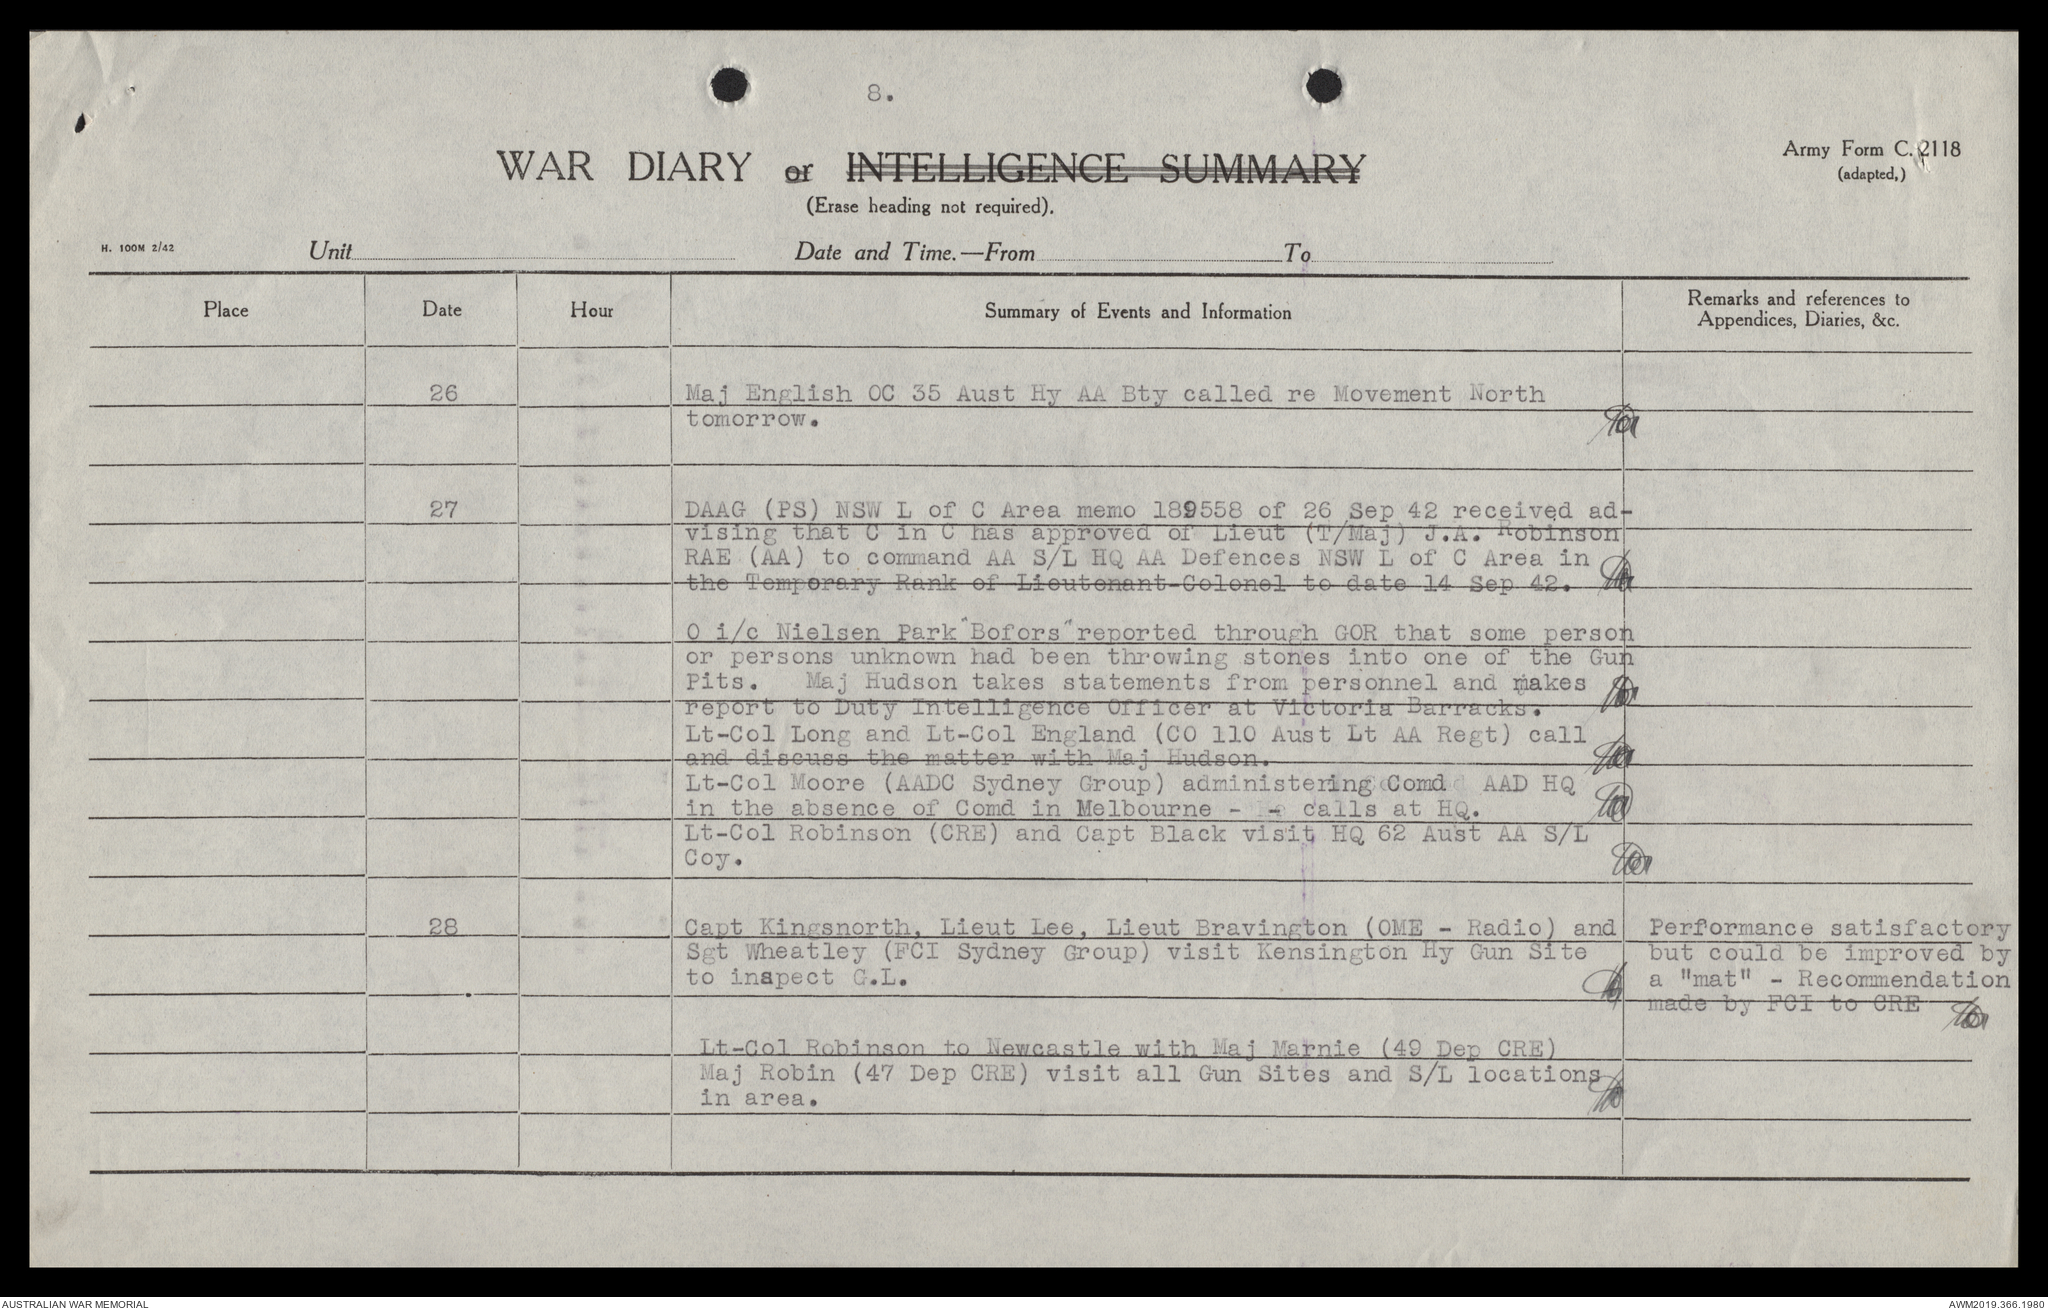 8.
Army Form C. 2118
(adapted,)
WAR DIARY or INTELLIGENCE SUMMARY
(Erase heading not required).
H. 100M 2/42
Unit
Date and Time.—From
To
Place
Date
Hour
Summary of Events and Information
Remarks and references to
Appendices, Diaries, &c.
26
Maj English OC 35 Aust Hy AA Bty called re Movement North
tomorrow.
27
DAAG (PS) NSW L of C Area memo 189558 of 26 Sep 42 received ad-
vising that C in C has approved of Lieut (T/Maj) J.A. Robinson
RAE (AA) to command AA S/L HQ AA Defences NSW L of C Area in
the Temporary Rank of Lieutenant-Colonel to date 14 Sep 42.
O i/c Nielsen Park "Bofors" reported through GOR that some person
or persons unknown had been throwing stones into one of the Gun
Pits. Maj Hudson takes statements from personnel and makes
report to Duty Intelligence Officer at Victoria Barracks.
Lt-Col Long and Lt-Col England (CO 110 Aust Lt AA Regt) call
and discuss the matter with Maj Hudson.
Lt-Col Moore (AADC Sydney Group) administering Comd AAD HQ
in the absence of Comd in Melbourne - - calls at HQ.
Lt-Col Robinson (CRE) and Capt Black visit HQ 62 Aust AA S/L
Coy.
28
Capt Kingsnorth, Lieut Lee, Lieut Bravington (OME - Radio) and
Sgt Wheatley (FCI Sydney Group) visit Kensington Hy Gun Site
to inspect G.L.
Performance satisfactory
but could be improved by
a "mat" - Recommendation
made by FCI to CRE
Lt-Col Robinson to Newcastle with Maj Marnie (49 Dep CRE)
Maj Robin (47 Dep CRE) visit all Gun Sites and S/L locations
in area.
AUSTRALIAN WAR MEMORIAL
AWM2019.366.1980